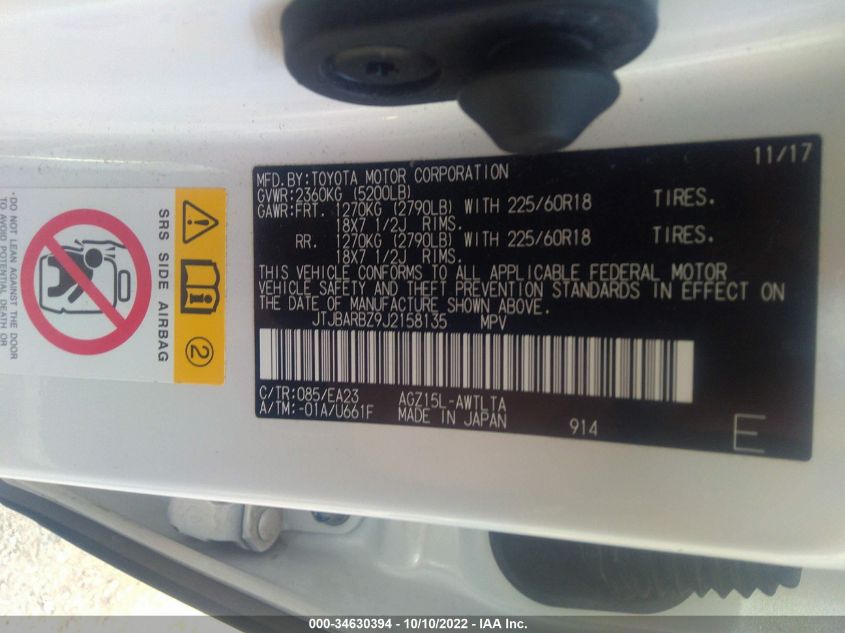 11/17
MFD.BY:TOYOTA MOTOR CORPORATION
GVWR:2360KG (5200LB)
GAWR:FRT. 1270KG (2790LB) WITH 225/60R18 TIRES.
18X7 1/2J RIMS.
RR. 1270KG (2790LB) WITH 225/60R18 TIRES.
18X7 1/2J RIMS.
THIS VEHICLE CONFORMS TO ALL APPLICABLE FEDERAL MOTOR
VEHICLE SAFETY AND THEFT PREVENTION STANDARDS IN EFFECT ON
THE DATE OF MANUFACTURE SHOWN ABOVE.
JTJBARBZ9J2158135 MPV
C/TR:085/EA23 AGZ15L-AWTLTA
A/TM:-01A/U661F MADE IN JAPAN
914
E
SRS SIDE AIRBAG
2
·DO NOT LEAN AGAINST THE DOOR
TO AVOID POTENTIAL DEATH OR
000-34630394 - 10/10/2022 - IAA Inc.